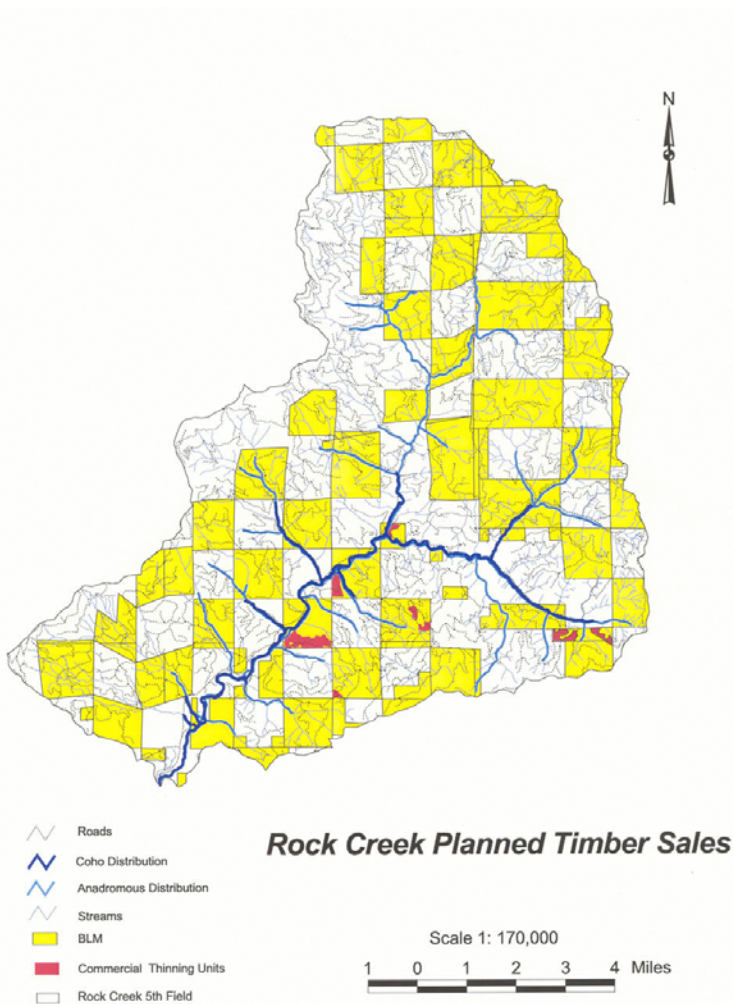 N
Roads
Rock Creek Planned Timber Sales
Coho Distribution
Anadromous Distribution
Streams
BLM
Scale 1: 170,000
Commercial Thinning Units
1 0 1 2 3 4 Miles
Rock Creek 5th Field